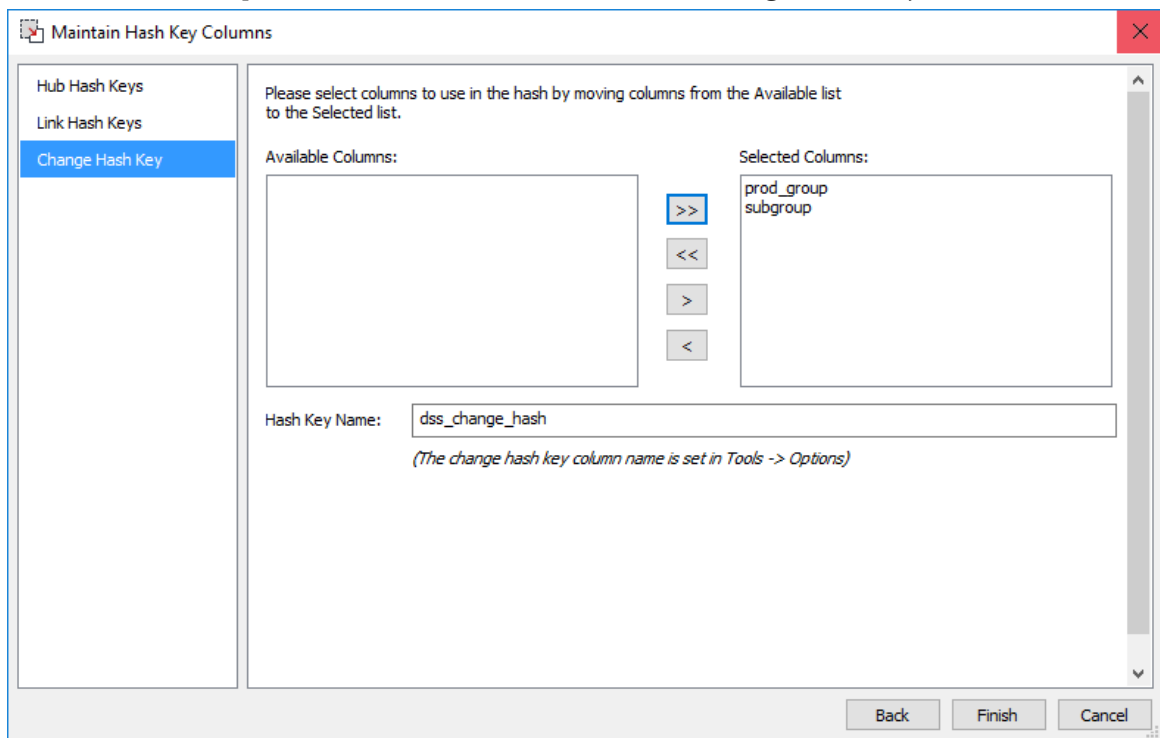 Maintain Hash Key Columns
Hub Hash Keys
Link Hash Keys
Change Hash Key
Please select columns to use in the hash by moving columns from the Available list
to the Selected list.
Available Columns:
Selected Columns:
prod_group
subgroup
>>
<<
>
<
Hash Key Name:
dss_change_hash
(The change hash key column name is set in Tools -> Options)
Back
Finish
Cancel